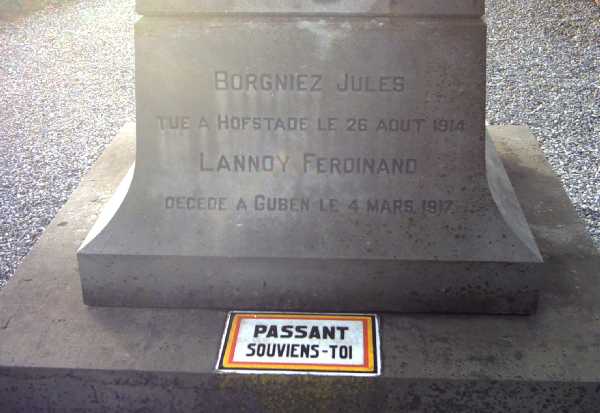 BORGNIEZ JULES
TUE A HOFSTADE LE 26 AOUT 1914
LANNOY FERDINAND
DECEDE A GUBEN LE 4 MARS 1917
PASSANT
SOUVIENS-TOI